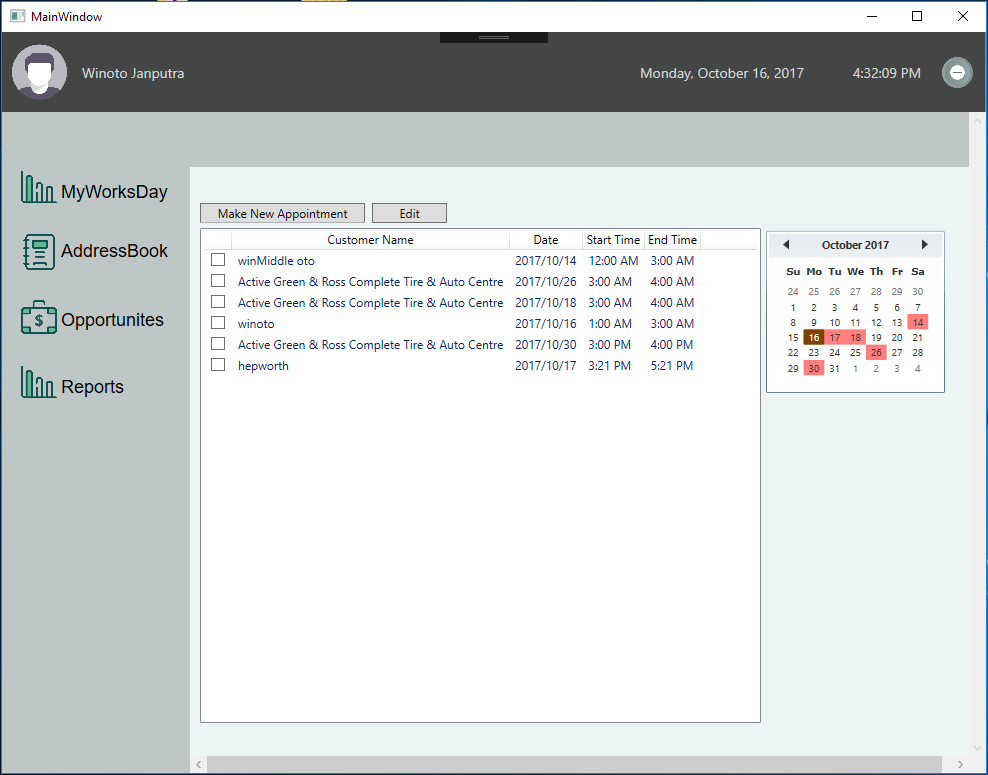 MainWindow
Winoto Janputra Monday, October 16, 2017 4:32:09 PM
MyWorksDay
AddressBook
$
Opportunites
Reports
Make New Appointment Edit
Customer Name Date Start Time End Time
winMiddle oto 2017/10/14 12:00 AM 3:00 AM
Active Green & Ross Complete Tire & Auto Centre 2017/10/26 3:00 AM 4:00 AM
Active Green & Ross Complete Tire & Auto Centre 2017/10/18 3:00 AM 4:00 AM
winoto 2017/10/16 1:00 AM 3:00 AM
Active Green & Ross Complete Tire & Auto Centre 2017/10/30 3:00 PM 4:00 PM
hepworth 2017/10/17 3:21 PM 5:21 PM
October 2017
Su Mo Tu We Th Fr Sa
24 25 26 27 28 29 30
1 2 3 4 5 6 7
8 9 10 11 12 13 14
15 16 17 18 19 20 21
22 23 24 25 26 27 28
29 30 31 1 2 3 4